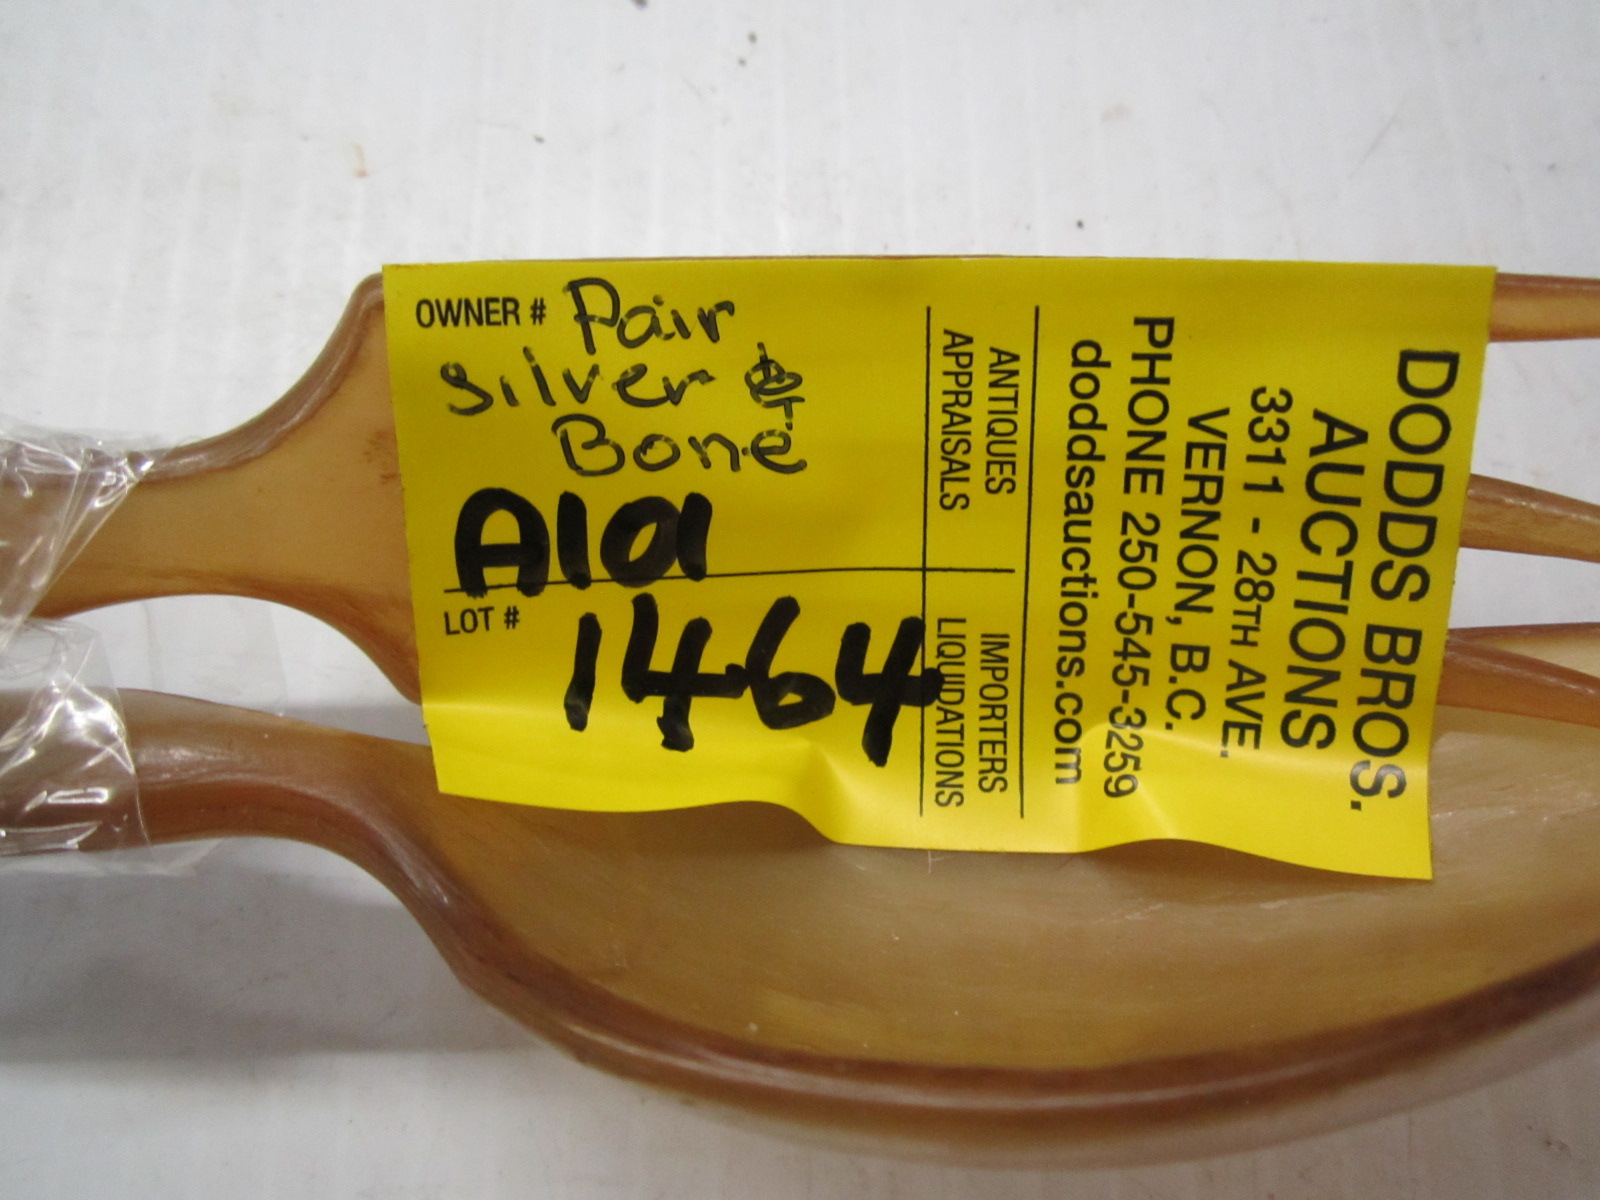 OWNER # Pair
silver &
Bone
A101
LOT #
1464
ANTIQUES
APPRAISALS
IMPORTERS
LIQUIDATIONS
DODDS BROS.
AUCTIONS
3311 - 28TH AVE.
VERNON, B.C.
PHONE 250-545-3259
doddsauctions.com